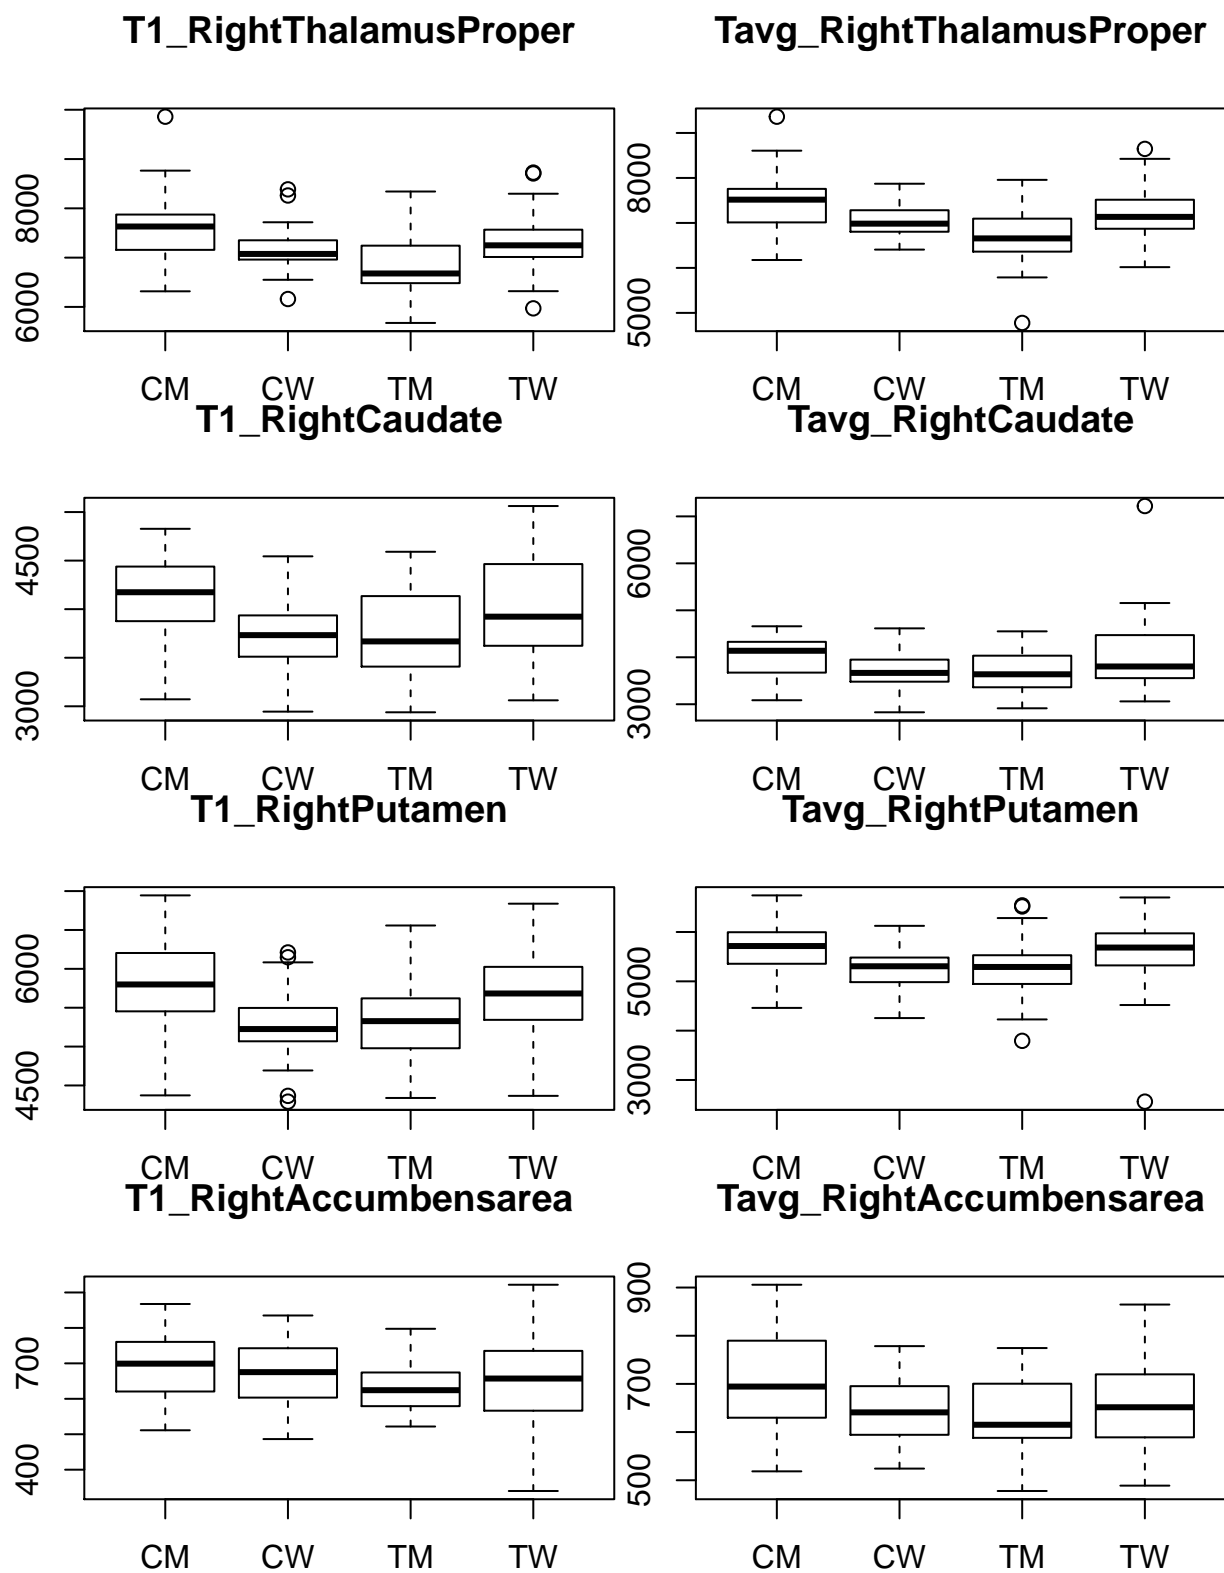 T1_RightThalamusProper
Tavg_RightThalamusProper
8000
6000
8000
5000
CM CW TM TW
CM CW TM TW
T1_RightCaudate
Tavg_RightCaudate
4500
3000
6000
3000
CM CW TM TW
CM CW TM TW
T1_RightPutamen
Tavg_RightPutamen
6000
4500
5000
3000
CM CW TM TW
CM CW TM TW
T1_RightAccumbensarea
Tavg_RightAccumbensarea
700
400
900
700
500
CM CW TM TW
CM CW TM TW